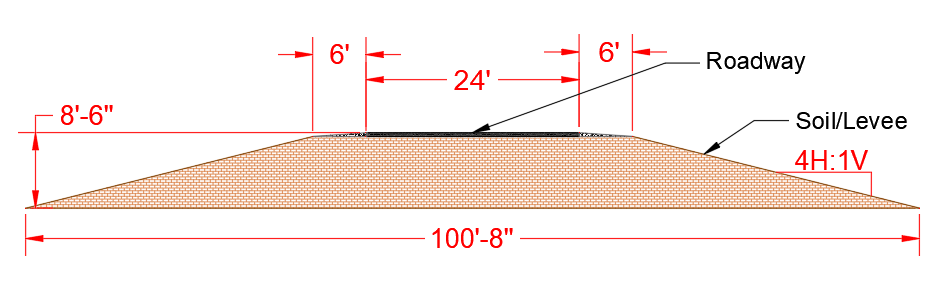 6'
6'
24'
Roadway
8'-6"
Soil/Levee
4H:1V
100'-8"